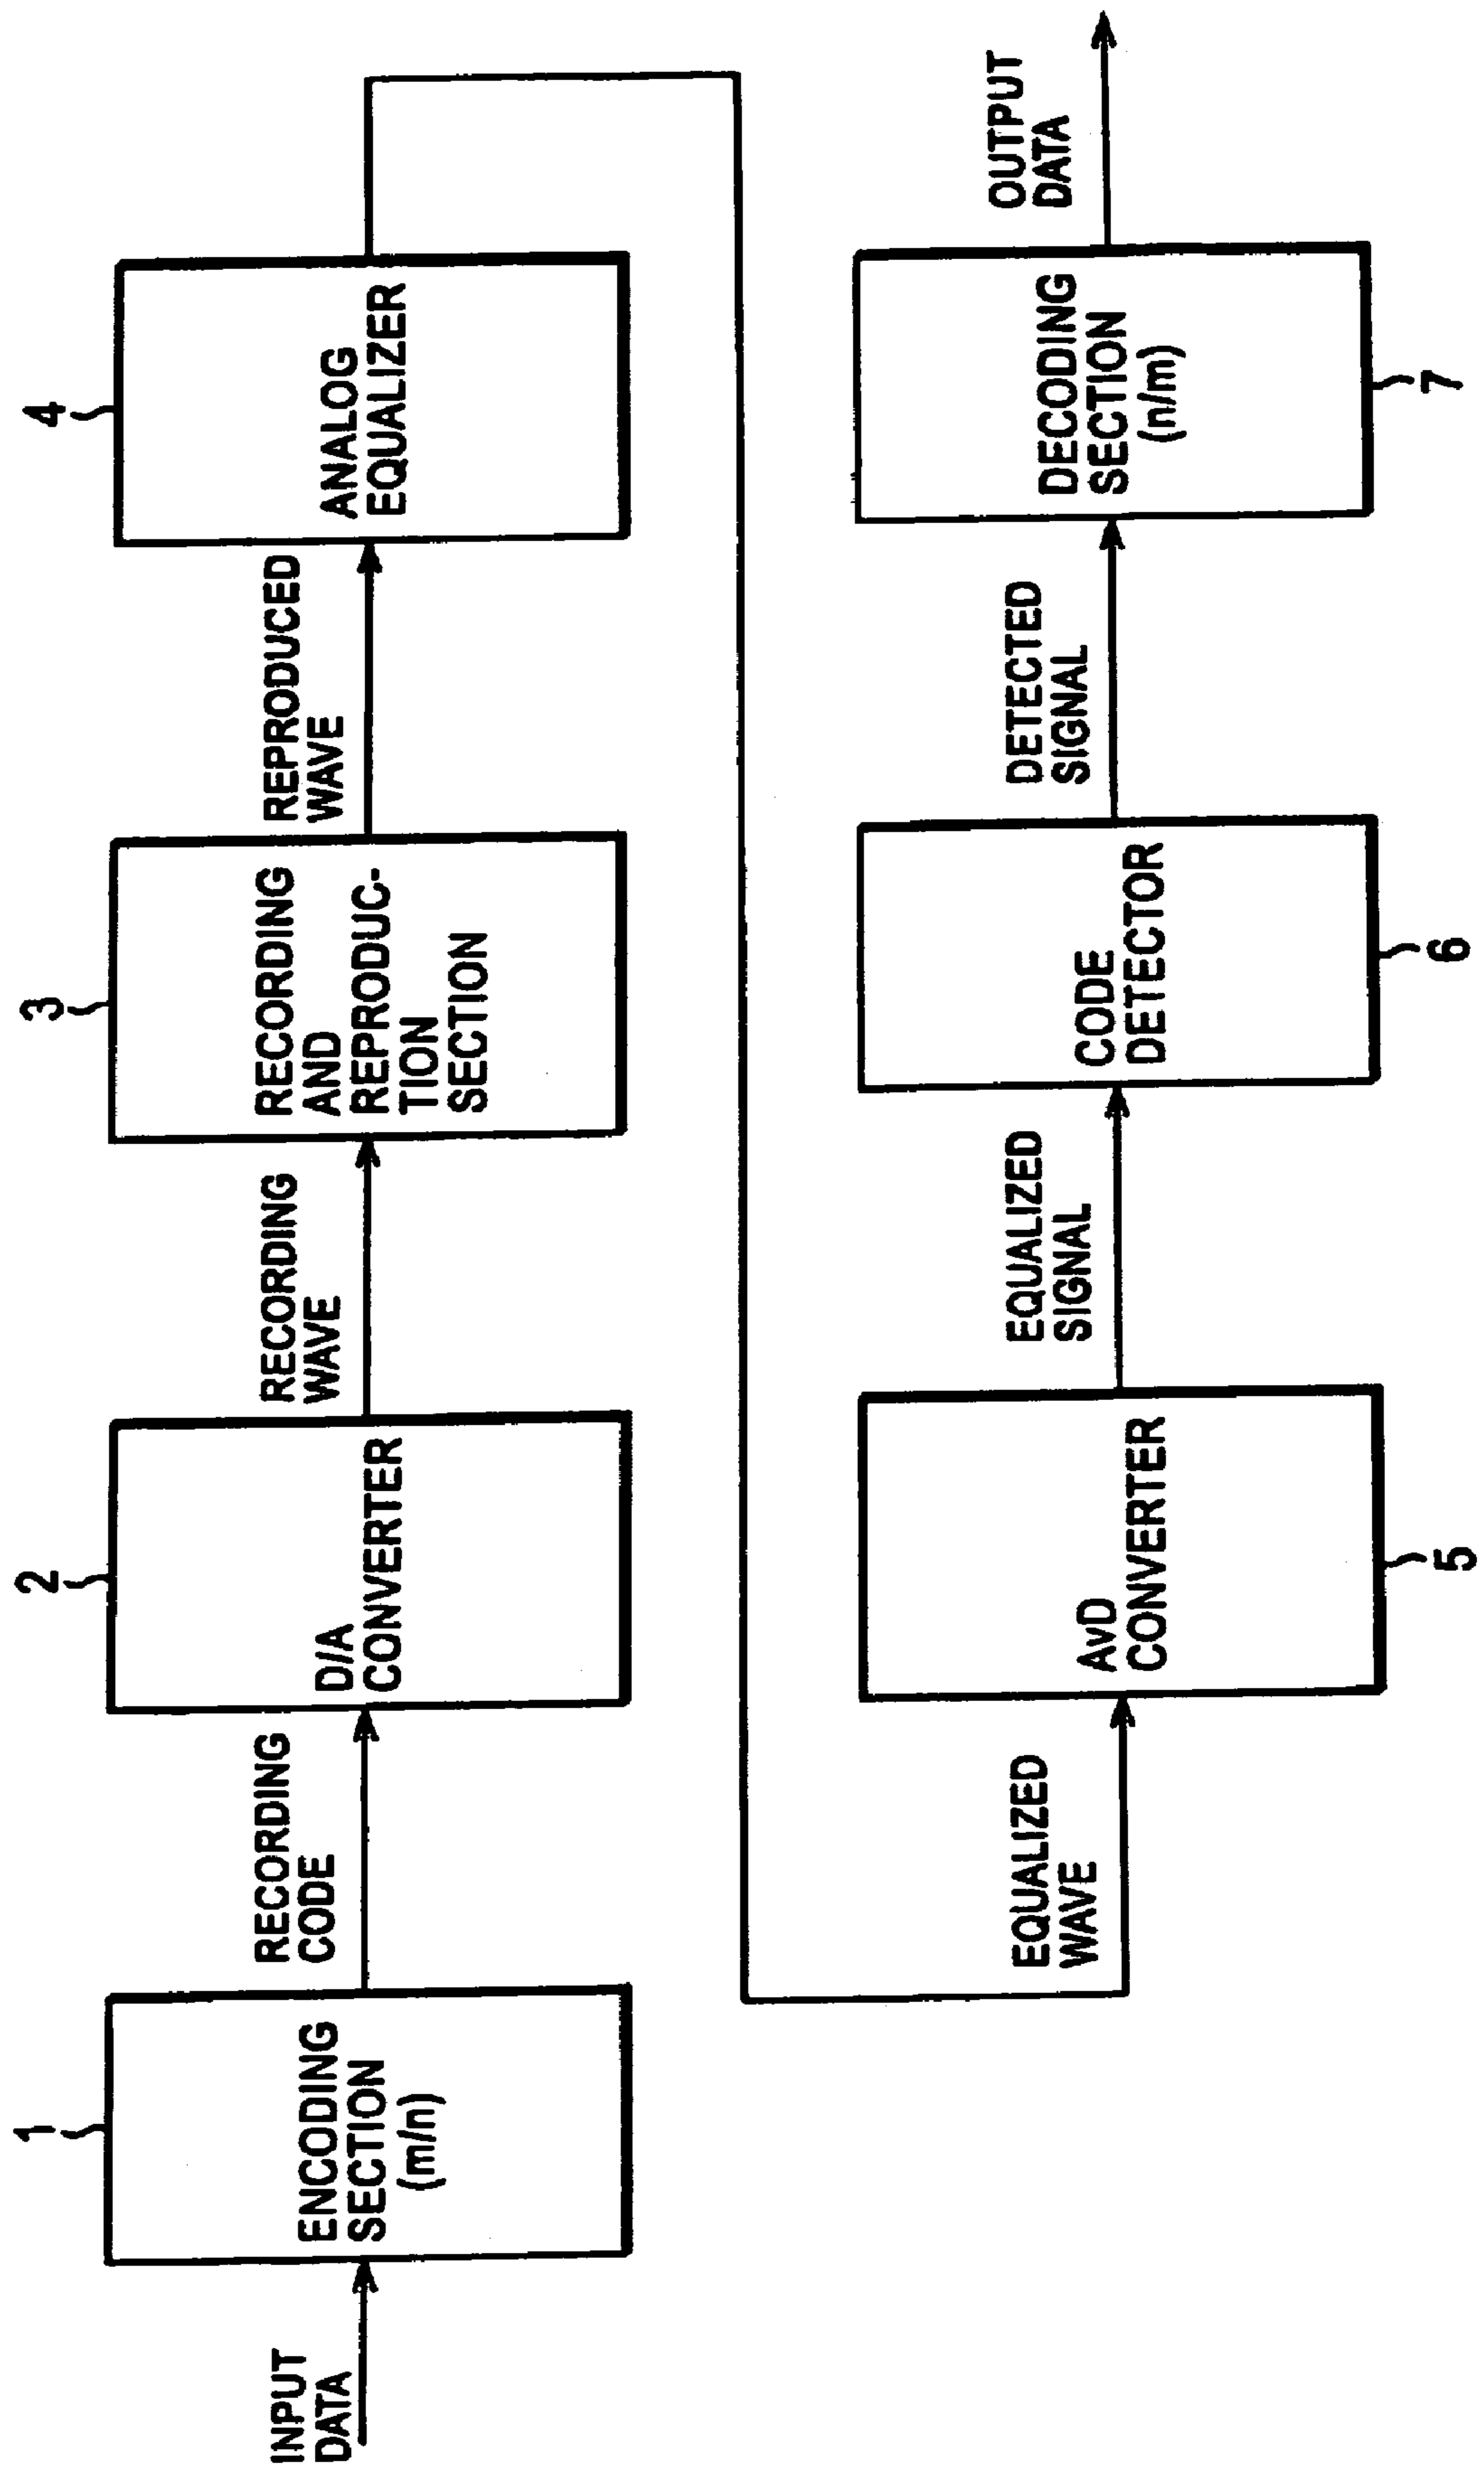 INPUT
DATA
1
ENCODING
SECTION
(m/n)
RECORDING
CODE
2
D/A
CONVERTER
RECORDING
WAVE
3
RECORDING
AND
REPRODUC-
TION
SECTION
REPRODUCED
WAVE
4
ANALOG
EQUALIZER
EQUALIZED
WAVE
AvD
CONVERTER
5
EQUALIZED
SIGNAL
CODE
DETECTOR
6
DETECTED
SIGNAL
DECODING
SECTION
(n/m)
7
OUTPUT
DATA